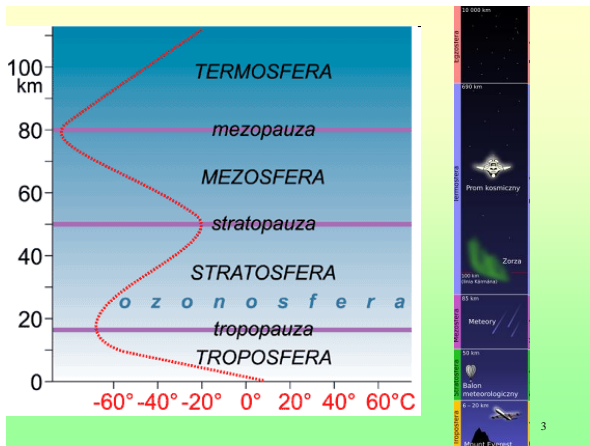 100
km
80
60
40
20
0
TERMOSFERA
mezopauza
MEZOSFERA
stratopauza
STRATOSFERA
o z o n o s f e r a
tropopauza
TROPOSFERA
-60° -40° -20° 0° 20° 40° 60°C
10 000 km
Egzosfera
690 km
Termosfera
Prom kosmiczny
Zorza
100 km
(linia Kármána)
85 km
Mezosfera
Meteory
50 km
Stratosfera
Balon
meteorologiczny
6 – 20 km
Troposfera
Mount Everest
3